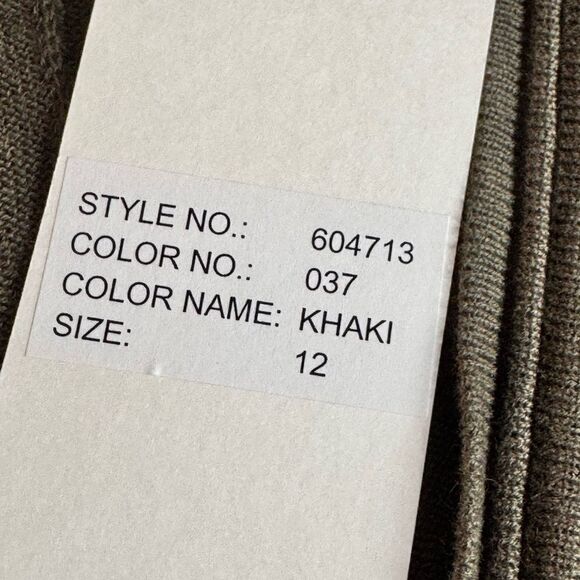 STYLE NO.: 604713
COLOR NO.: 037
COLOR NAME: KHAKI
SIZE: 12